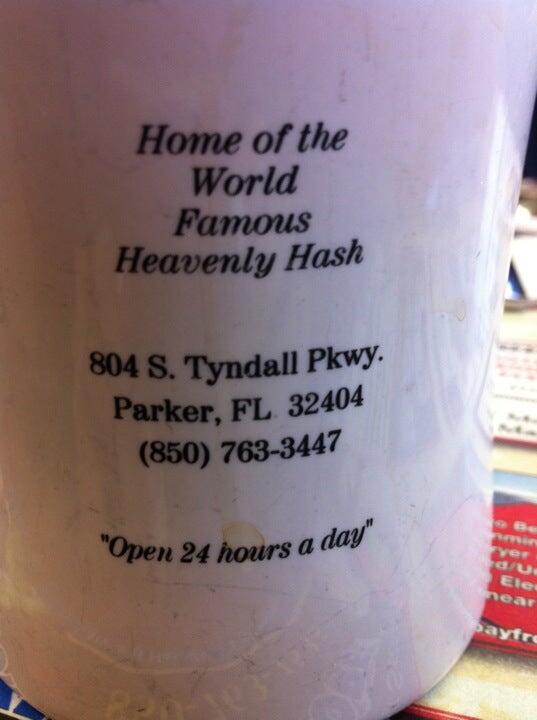 Home of the
World
Famous
Heavenly Hash
804 S. Tyndall Pkwy.
Parker, FL 32404
(850) 763-3447
"Open 24 hours a day"